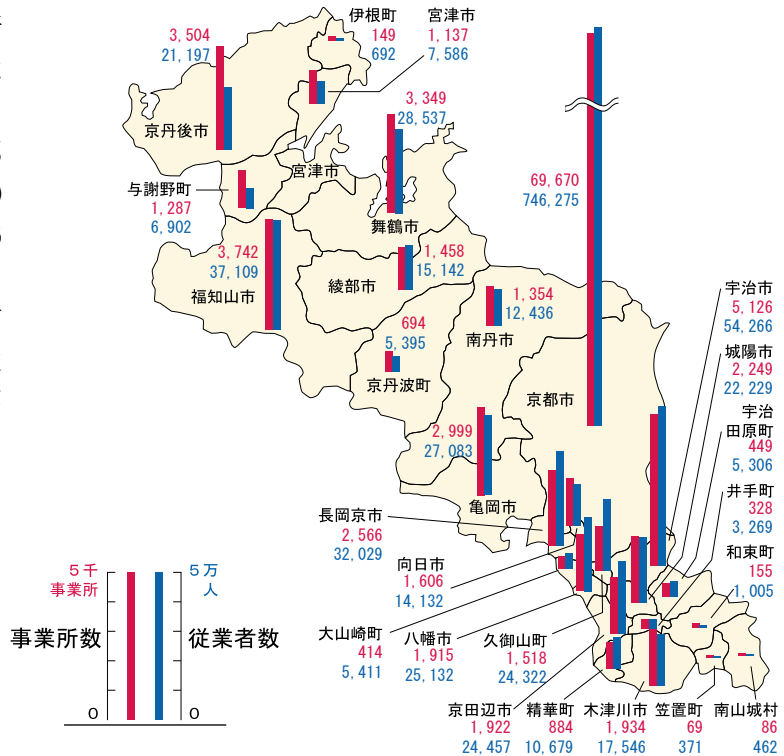 伊根町
149
692
宮津市
1,137
7,586
3,504
21,197
京丹後市
3,349
28,537
宮津市
与謝野町
1,287
6,902
舞鶴市
69,670
746,275
3,742
37,109
福知山市
1,458
15,142
綾部市
1,354
12,436
南丹市
694
5,395
京丹波町
京都市
宇治市
5,126
54,266
城陽市
2,249
22,229
宇治
田原町
449
5,306
井手町
328
3,269
和束町
155
1,005
2,999
27,083
亀岡市
長岡京市
2,566
32,029
向日市
1,606
14,132
大山崎町
414
5,411
八幡市
1,915
25,132
久御山町
1,518
24,322
京田辺市
1,922
24,457
精華町
884
10,679
木津川市
1,934
17,546
笠置町
69
371
南山城村
86
462
5千
事業所
5万
人
事業所数
従業者数
0
0